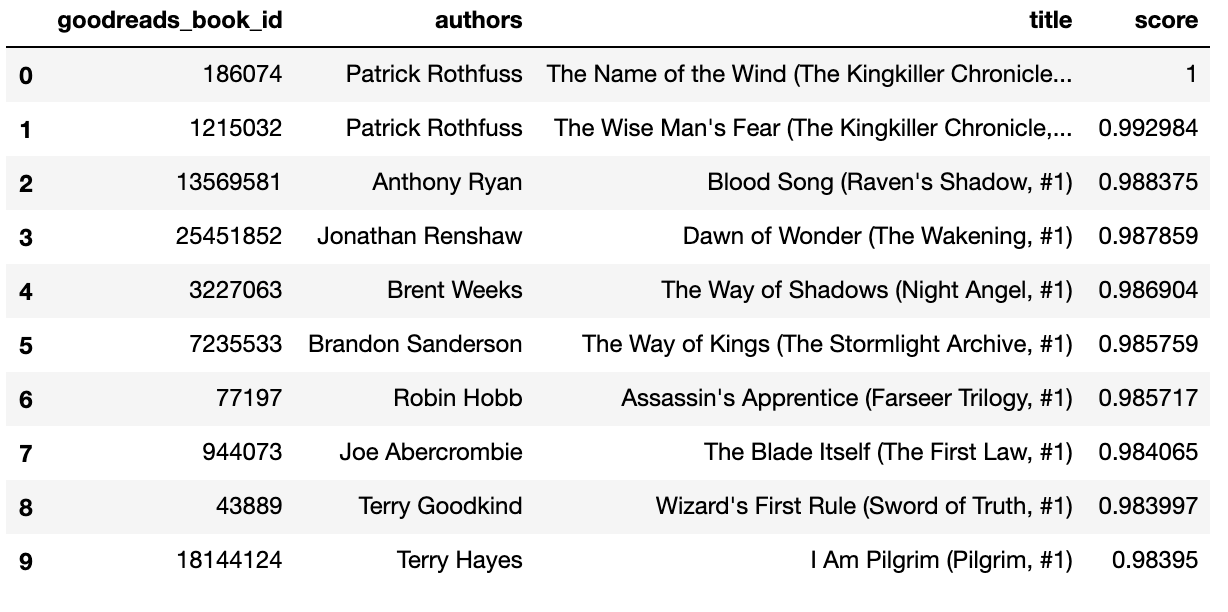 goodreads_book_id authors title score
0 186074 Patrick Rothfuss The Name of the Wind (The Kingkiller Chronicle... 1
1 1215032 Patrick Rothfuss The Wise Man's Fear (The Kingkiller Chronicle,... 0.992984
2 13569581 Anthony Ryan Blood Song (Raven's Shadow, #1) 0.988375
3 25451852 Jonathan Renshaw Dawn of Wonder (The Wakening, #1) 0.987859
4 3227063 Brent Weeks The Way of Shadows (Night Angel, #1) 0.986904
5 7235533 Brandon Sanderson The Way of Kings (The Stormlight Archive, #1) 0.985759
6 77197 Robin Hobb Assassin's Apprentice (Farseer Trilogy, #1) 0.985717
7 944073 Joe Abercrombie The Blade Itself (The First Law, #1) 0.984065
8 43889 Terry Goodkind Wizard's First Rule (Sword of Truth, #1) 0.983997
9 18144124 Terry Hayes I Am Pilgrim (Pilgrim, #1) 0.98395